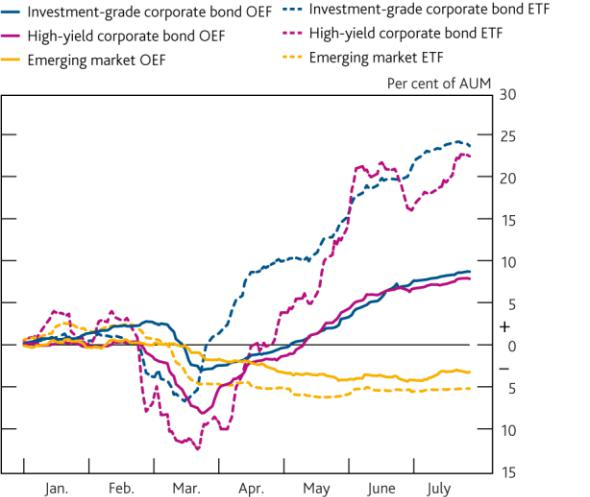 Investment-grade corporate bond OEF
High-yield corporate bond OEF
Emerging market OEF
Investment-grade corporate bond ETF
High-yield corporate bond ETF
Emerging market ETF
Per cent of AUM
30
25
20
15
10
5
+
0
–
5
10
15
Jan. Feb. Mar. Apr. May June July